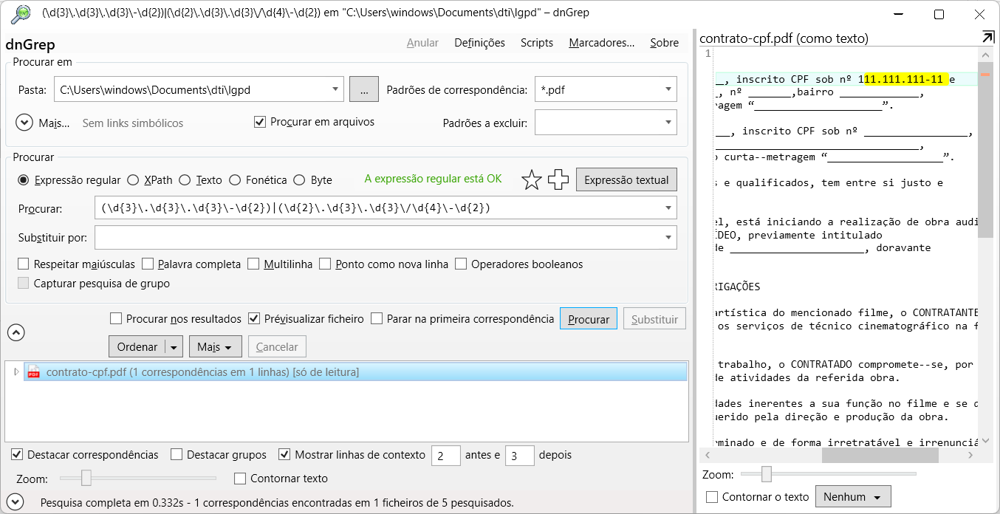 (\d{3}\.\d{3}\.\d{3}\-\d{2})|(\d{2}\.\d{3}\.\d{3}\/\d{4}\-\d{2}) em "C:\Users\windows\Documents\dti\lgpd" – dnGrep
dnGrep
Anular Definições Scripts Marcadores... Sobre
Procurar em
Pasta: C:\Users\windows\Documents\dti\lgpd ... Padrões de correspondência: *.pdf
Mais... Sem links simbólicos Procurar em arquivos Padrões a excluir:
Procurar
Expressão regular XPath Texto Fonética Byte A expressão regular está OK Expressão textual
Procurar: (\d{3}\.\d{3}\.\d{3}\-\d{2})|(\d{2}\.\d{3}\.\d{3}\/\d{4}\-\d{2})
Substituir por:
Respeitar maiúsculas Palavra completa Multilinha Ponto como nova linha Operadores booleanos
Capturar pesquisa de grupo
Procurar nos resultados Prévisualizar ficheiro Parar na primeira correspondência Procurar Substituir
Ordenar Mais Cancelar
contrato-cpf.pdf (1 correspondências em 1 linhas) [só de leitura]
Destacar correspondências Destacar grupos Mostrar linhas de contexto 2 antes e 3 depois
Zoom: Contornar texto
Pesquisa completa em 0.332s - 1 correspondências encontradas em 1 ficheiros de 5 pesquisados.
contrato-cpf.pdf (como texto)
1
__, inscrito CPF sob nº 111.111.111-11 e
_, nº _______,bairro _____________,
ragem “_____________________”.
___, inscrito CPF sob nº _________________,
_________________________________,
o curta--metragem “___________________”.
s e qualificados, tem entre si justo e
el, está iniciando a realização de obra audi
ÍDEO, previamente intitulado
de ______________________, doravante
RIGAÇÕES
artística do mencionado filme, o CONTRATANTE
os serviços de técnico cinematográfico na f
trabalho, o CONTRATADO compromete--se, por
de atividades da referida obra.
dades inerentes a sua função no filme e se d
uerido pela direção e produção da obra.
minado e de forma irretratável e irrenunciá
Zoom:
Contornar o texto Nenhum